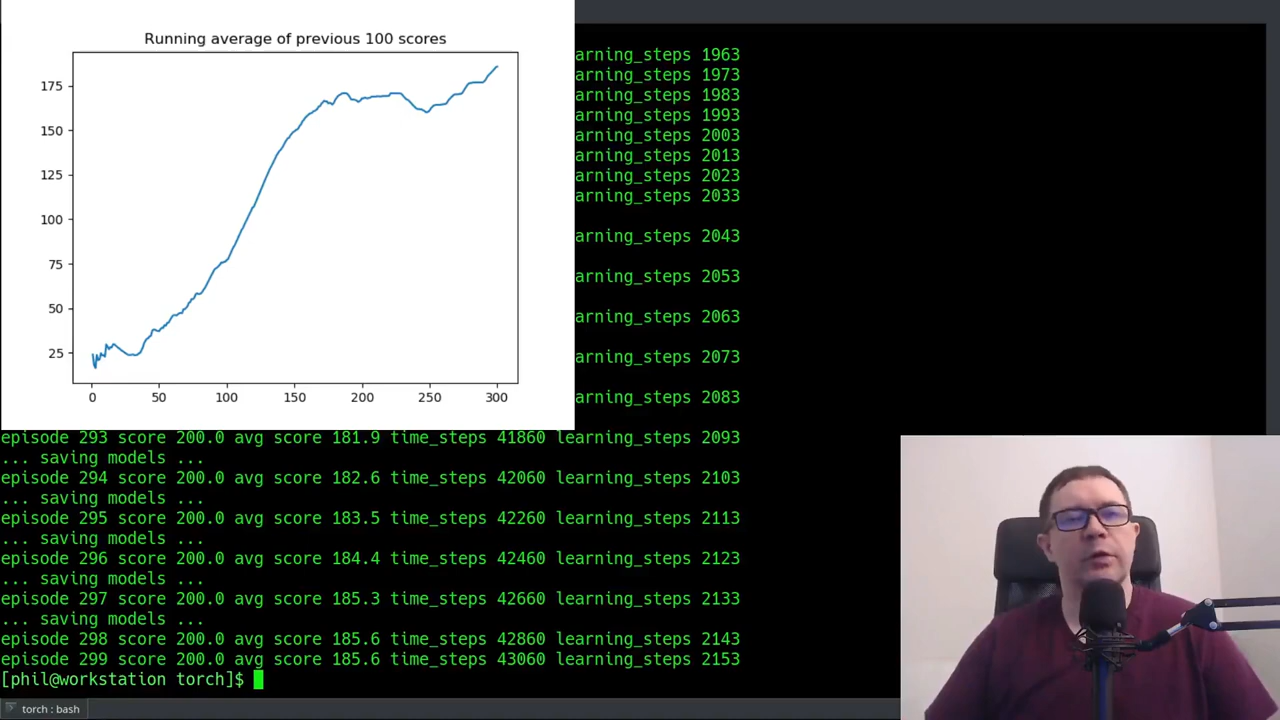 Running average of previous 100 scores
175
150
125
100
75
50
25
0 50 100 150 200 250 300
arning_steps 1963
arning_steps 1973
arning_steps 1983
arning_steps 1993
arning_steps 2003
arning_steps 2013
arning_steps 2023
arning_steps 2033
arning_steps 2043
arning_steps 2053
arning_steps 2063
arning_steps 2073
arning_steps 2083
episode 293 score 200.0 avg score 181.9 time_steps 41860 learning_steps 2093
... saving models ...
episode 294 score 200.0 avg score 182.6 time_steps 42060 learning_steps 2103
... saving models ...
episode 295 score 200.0 avg score 183.5 time_steps 42260 learning_steps 2113
... saving models ...
episode 296 score 200.0 avg score 184.4 time_steps 42460 learning_steps 2123
... saving models ...
episode 297 score 200.0 avg score 185.3 time_steps 42660 learning_steps 2133
... saving models ...
episode 298 score 200.0 avg score 185.6 time_steps 42860 learning_steps 2143
episode 299 score 200.0 avg score 185.6 time_steps 43060 learning_steps 2153
[phil@workstation torch]$
torch : bash